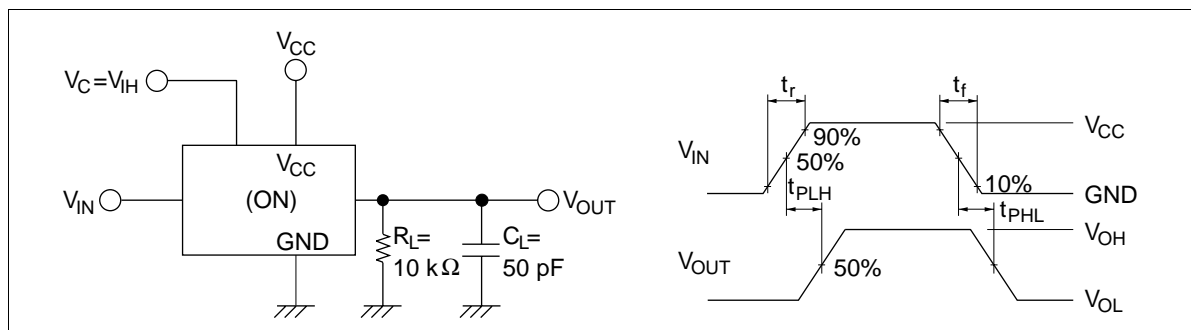 VCC
VC=VIH
VCC
VIN
(ON)
GND
VOUT
RL=
10 kΩ
CL=
50 pF
tr
tf
VCC
90%
VIN
50%
10%
GND
tPLH
tPHL
VOH
VOUT
50%
VOL